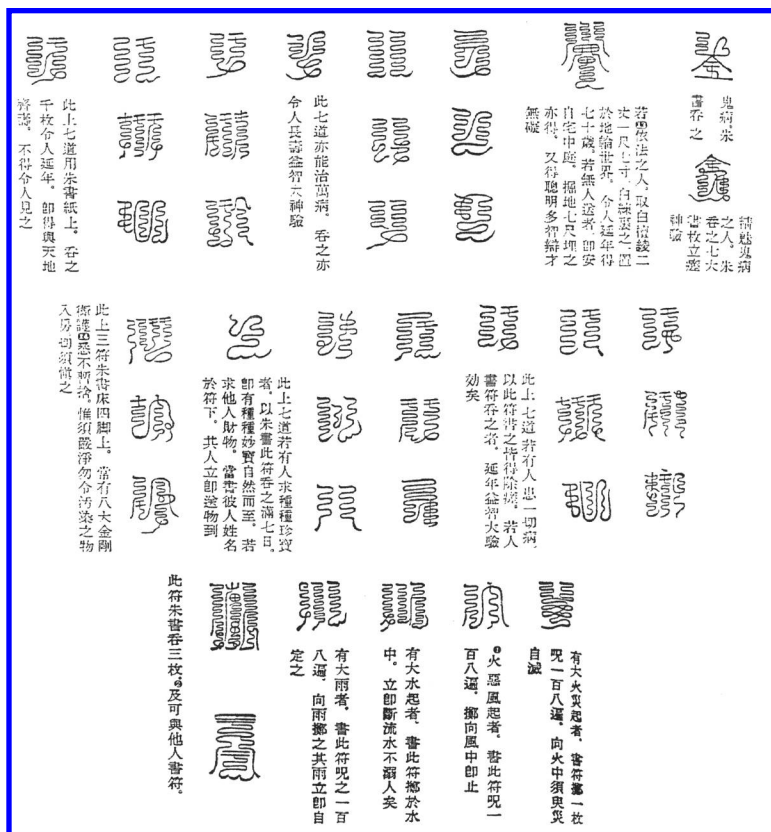 鬼病朱
書吞之
精魅鬼病
之人。朱書
吞之七枚立瘥大
神驗
若依法之人。取白檀綾二
丈一尺七寸。白練裹之。置
於地輪世界。令人延年得
七十歲。若無人送者。即安
自宅中庭。掘地七尺埋之
亦得。又得聰明多智辯才
無礙
此七道亦能治萬病。吞之亦
令人長壽益智大神驗
此上七道用朱書紙上。吞之
千枚令人延年。即得與天地
齊壽。不得令人見之
此上七道若有人患一切病。
以此符書之皆得除瘥。若人
書符吞之者。延年益智大驗
効矣
此上七道若有人求種種珍寶
者。以朱書此符吞之滿七日。
即有種種妙寶自然而至。若
求他人財物。當書彼人姓名
於符下。其人立即送物到
此上三符朱書床四脚上。當有八大金剛
衛護悉不暫捨。惟須嚴淨勿令污染之物
入房切須慎之
有大火災起者。書符擲一枚
呪一百八遍。向火中須臾災
自滅
❶火惡風起者。書此符呪一
百八遍。擲向風中即止
有大水起者。書此符擲於水
中。立即斷流水不溺人矣
有大雨者。書此符呪之一百
八遍。向雨擲之其雨立即自
定之
此符朱書吞三枚。❷及可與他人書符。